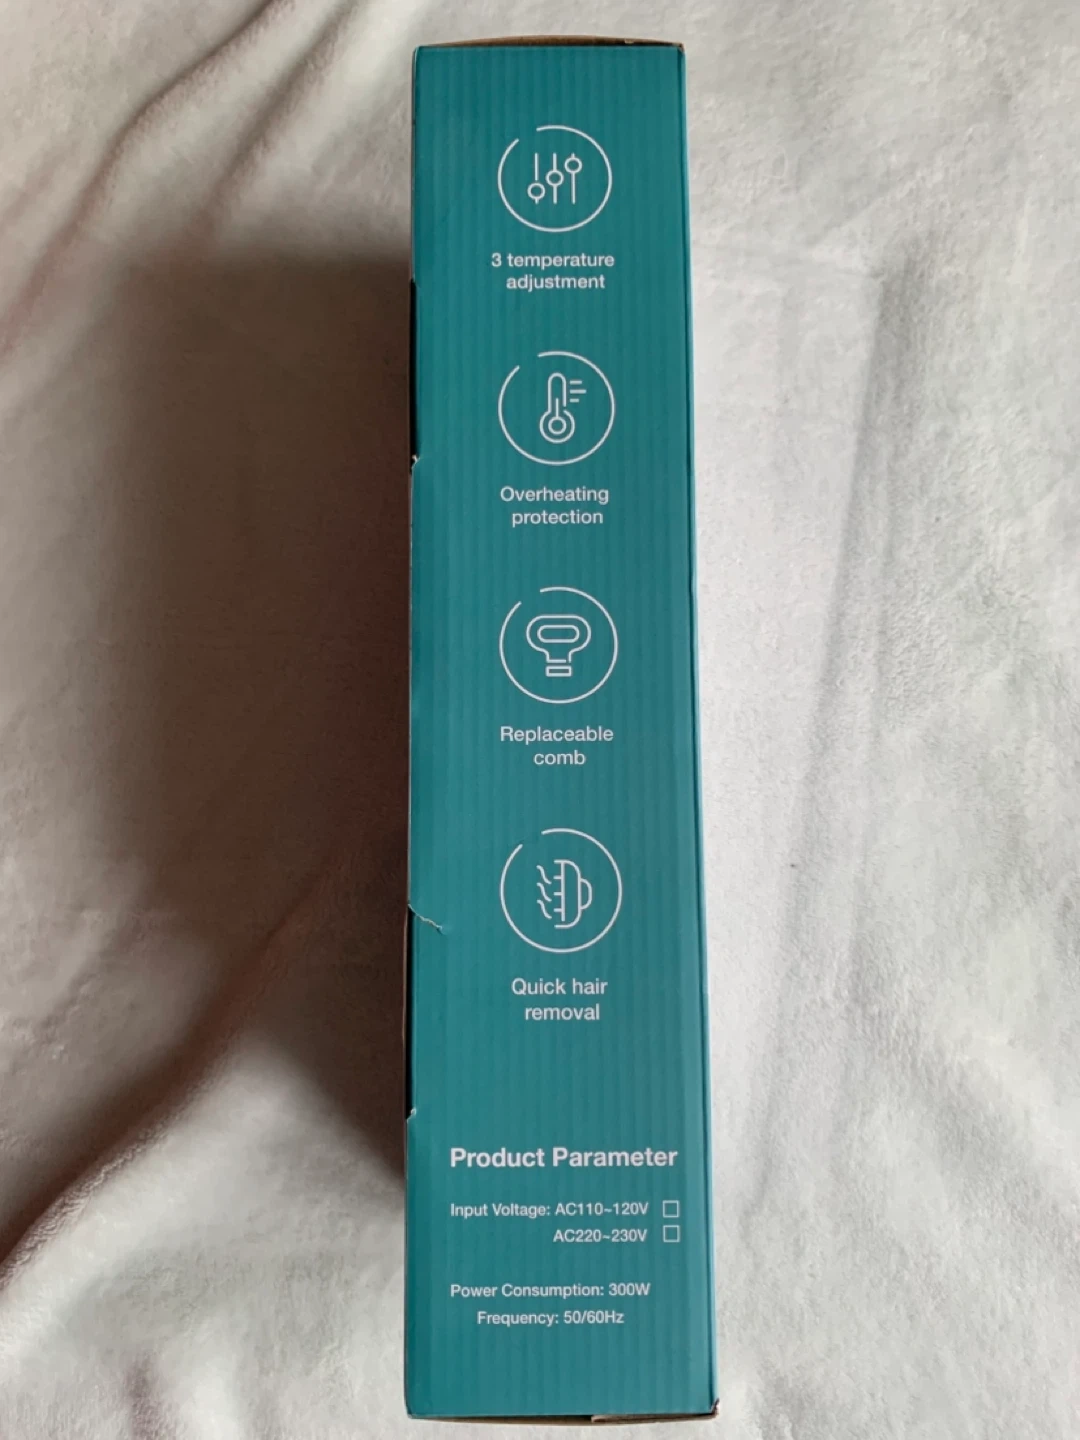 3 temperature
adjustment
Overheating
protection
Replaceable
comb
Quick hair
removal
Product Parameter
Input Voltage: AC110~120V
AC220~230V
Power Consumption: 300W
Frequency: 50/60Hz